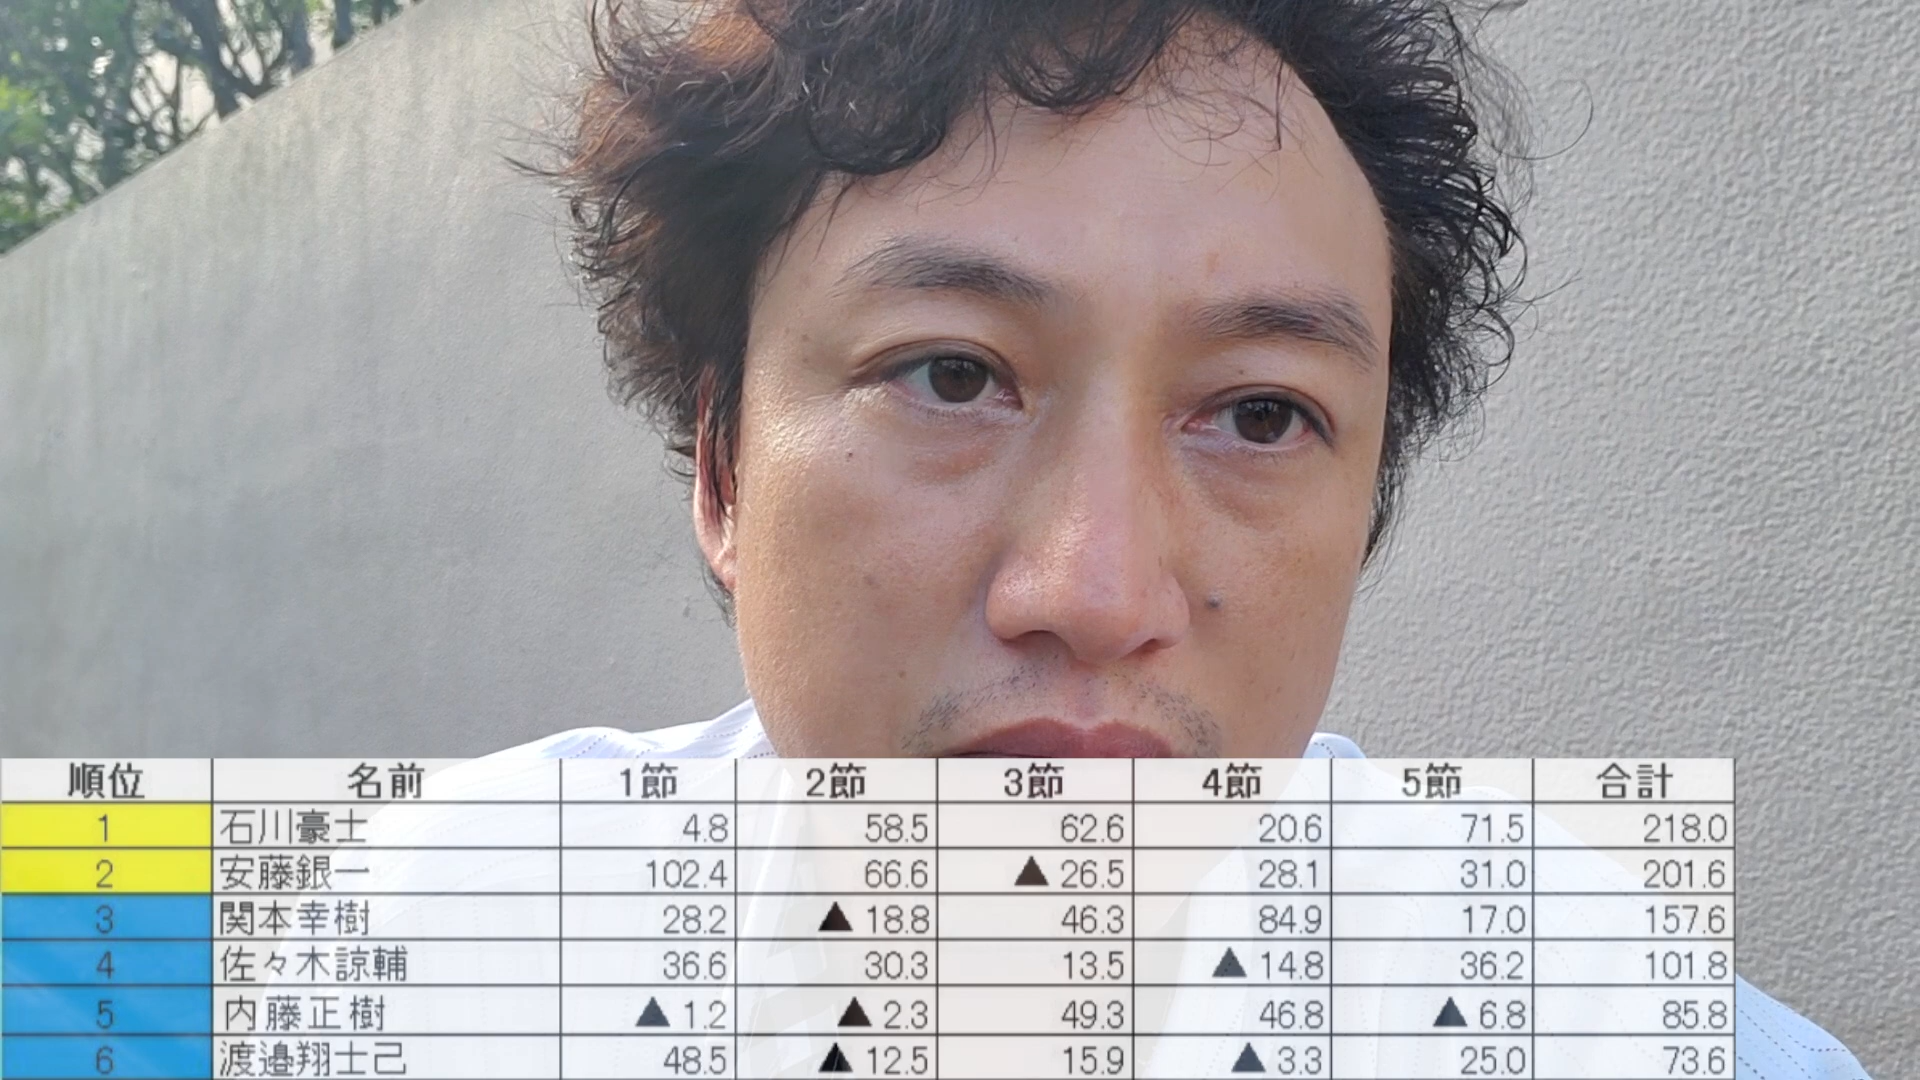 順位 名前 1節 2節 3節 4節 5節 合計
1 石川豪士 4.8 58.5 62.6 20.6 71.5 218.0
2 安藤銀一 102.4 66.6 ▲26.5 28.1 31.0 201.6
3 関本幸樹 28.2 ▲18.8 46.3 84.9 17.0 157.6
4 佐々木諒輔 36.6 30.3 13.5 ▲14.8 36.2 101.8
5 内藤正樹 ▲1.2 ▲2.3 49.3 46.8 ▲6.8 85.8
6 渡邉翔士己 48.5 ▲12.5 15.9 ▲3.3 25.0 73.6